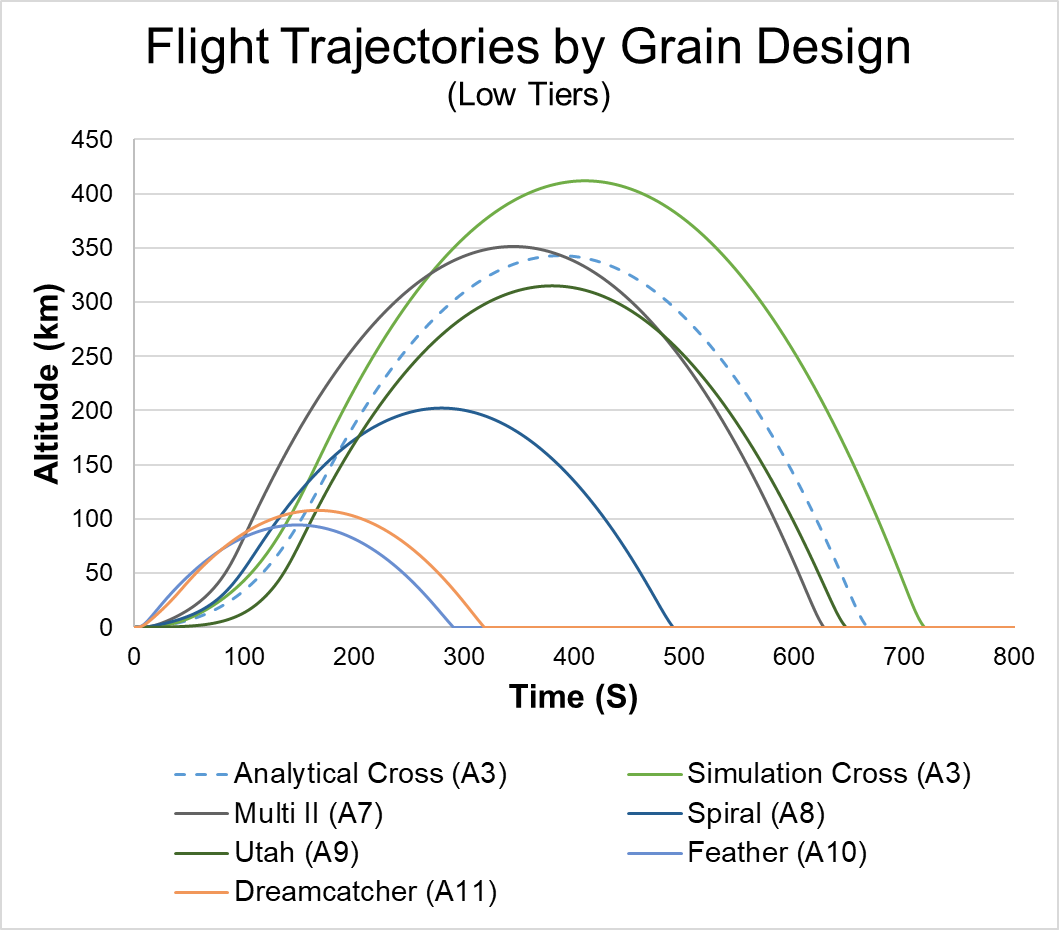 Flight Trajectories by Grain Design
(Low Tiers)
450
400
350
300
250
200
150
100
50
0
Altitude (km)
0 100 200 300 400 500 600 700 800
Time (S)
Analytical Cross (A3) Simulation Cross (A3)
Multi II (A7) Spiral (A8)
Utah (A9) Feather (A10)
Dreamcatcher (A11)